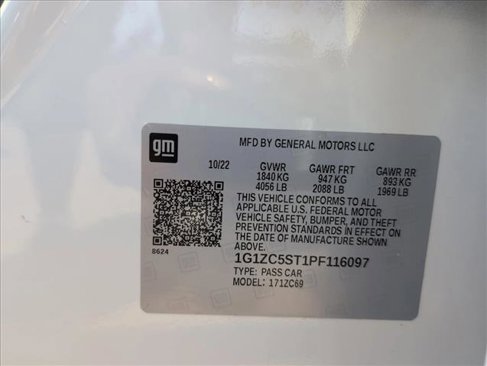 gm
MFD BY GENERAL MOTORS LLC
10/22 GVWR GAWR FRT GAWR RR
1840 KG 947 KG 893 KG
4056 LB 2088 LB 1969 LB
THIS VEHICLE CONFORMS TO ALL
APPLICABLE U.S. FEDERAL MOTOR
VEHICLE SAFETY, BUMPER, AND THEFT
PREVENTION STANDARDS IN EFFECT ON
THE DATE OF MANUFACTURE SHOWN
ABOVE.
8624
1G1ZC5ST1PF116097
TYPE: PASS CAR
MODEL: 1712C69